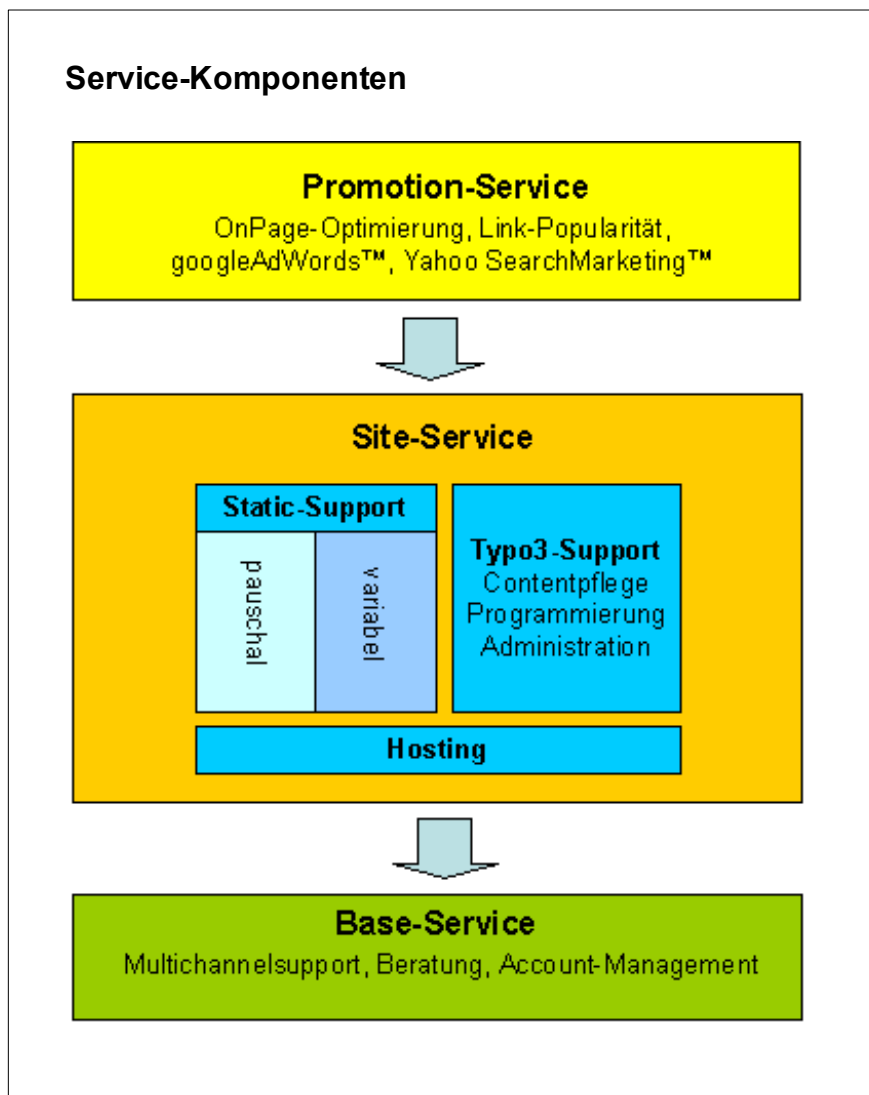 Service-Komponenten
Promotion-Service
OnPage-Optimierung, Link-Popularität,
googleAdWords™, Yahoo SearchMarketing™
Site-Service
Static-Support
pauschal
variabel
Typo3-Support
Contentpflege
Programmierung
Administration
Hosting
Base-Service
Multichannelsupport, Beratung, Account-Management